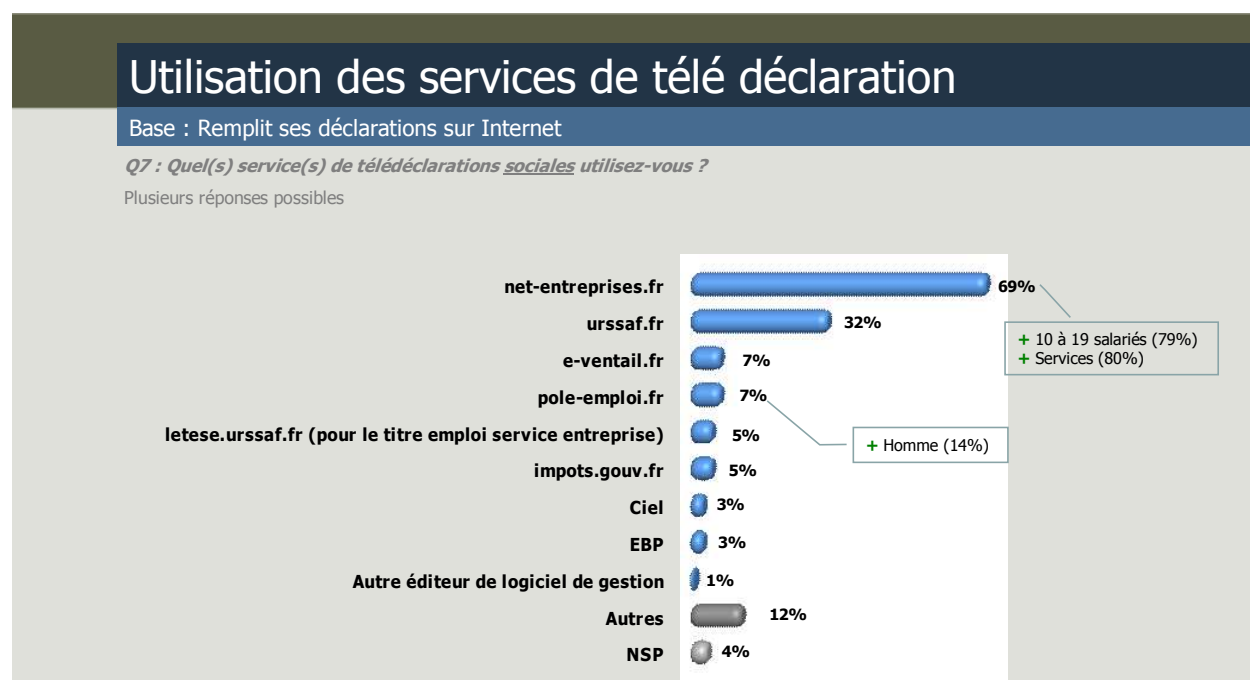 Utilisation des services de télé déclaration
Base : Remplit ses déclarations sur Internet
Q7 : Quel(s) service(s) de télédéclarations sociales utilisez-vous ?
Plusieurs réponses possibles
net-entreprises.fr 69%
urssaf.fr 32%
+ 10 à 19 salariés (79%)
+ Services (80%)
e-ventail.fr 7%
pole-emploi.fr 7%
letese.urssaf.fr (pour le titre emploi service entreprise) 5%
+ Homme (14%)
impots.gouv.fr 5%
Ciel 3%
EBP 3%
Autre éditeur de logiciel de gestion 1%
Autres 12%
NSP 4%